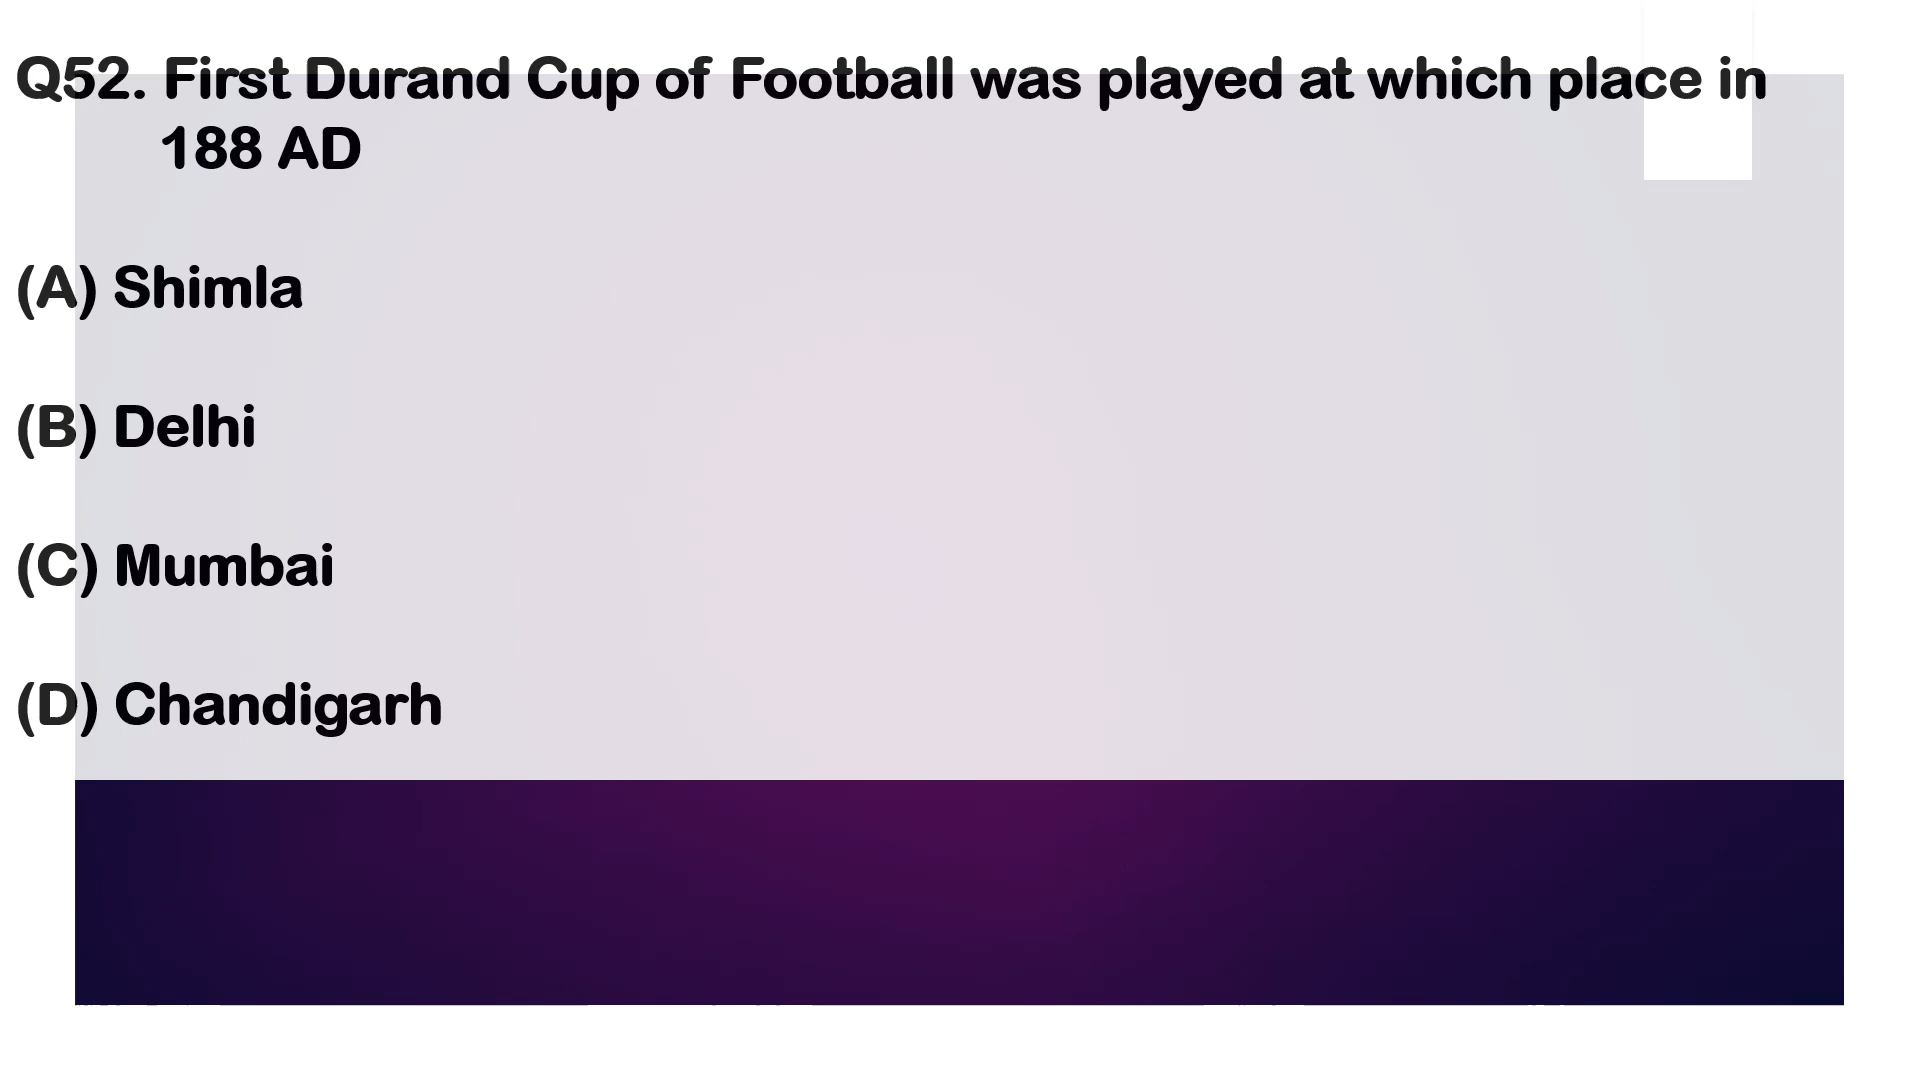 Q52. First Durand Cup of Football was played at which place in
188 AD
(A) Shimla
(B) Delhi
(C) Mumbai
(D) Chandigarh